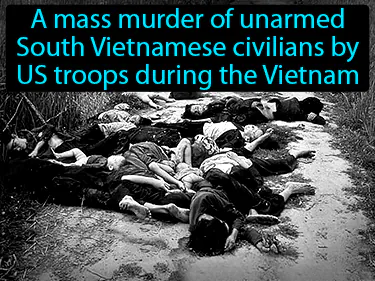 A mass murder of unarmed
South Vietnamese civilians by
US troops during the Vietnam